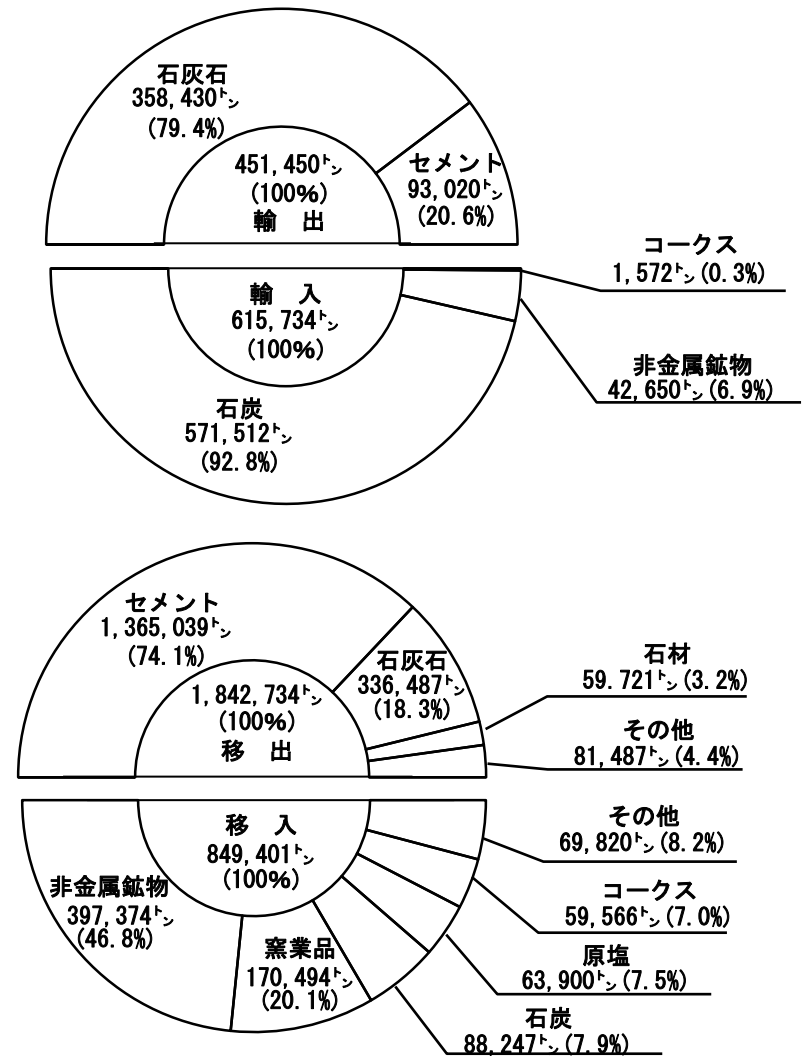 石灰石
358,430㌧
(79.4%)
451,450㌧
(100%)
輸 出
セメント
93,020㌧
(20.6%)
輸 入
615,734㌧
(100%)
石炭
571,512㌧
(92.8%)
コークス
1,572㌧(0.3%)
非金属鉱物
42,650㌧(6.9%)
セメント
1,365,039㌧
(74.1%)
1,842,734㌧
(100%)
移 出
石灰石
336,487㌧
(18.3%)
石材
59.721㌧(3.2%)
その他
81,487㌧(4.4%)
移 入
849,401㌧
(100%)
非金属鉱物
397,374㌧
(46.8%)
窯業品
170,494㌧
(20.1%)
その他
69,820㌧(8.2%)
コークス
59,566㌧(7.0%)
原塩
63,900㌧(7.5%)
石炭
88,247㌧(7.9%)